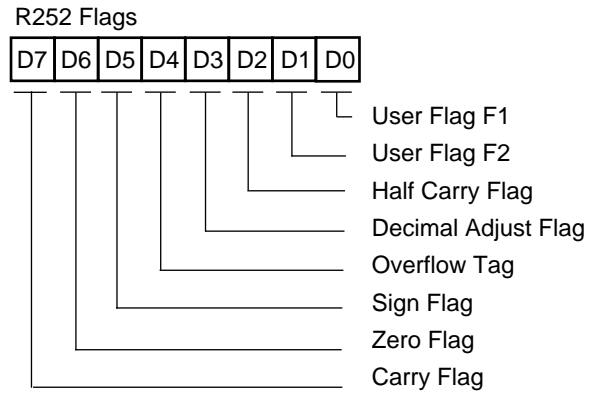 R252 Flags
D7 D6 D5 D4 D3 D2 D1 D0
User Flag F1
User Flag F2
Half Carry Flag
Decimal Adjust Flag
Overflow Tag
Sign Flag
Zero Flag
Carry Flag